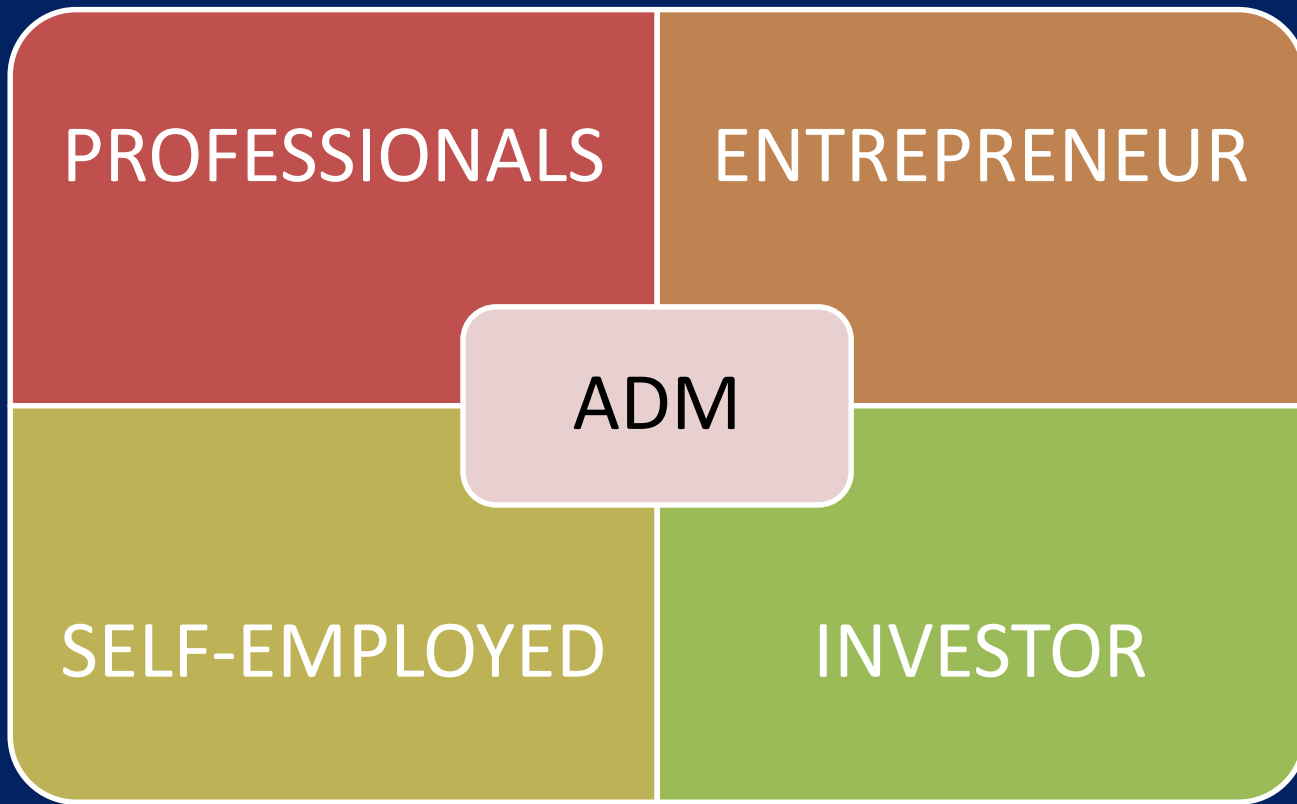 PROFESSIONALS
ENTREPRENEUR
ADM
SELF-EMPLOYED
INVESTOR